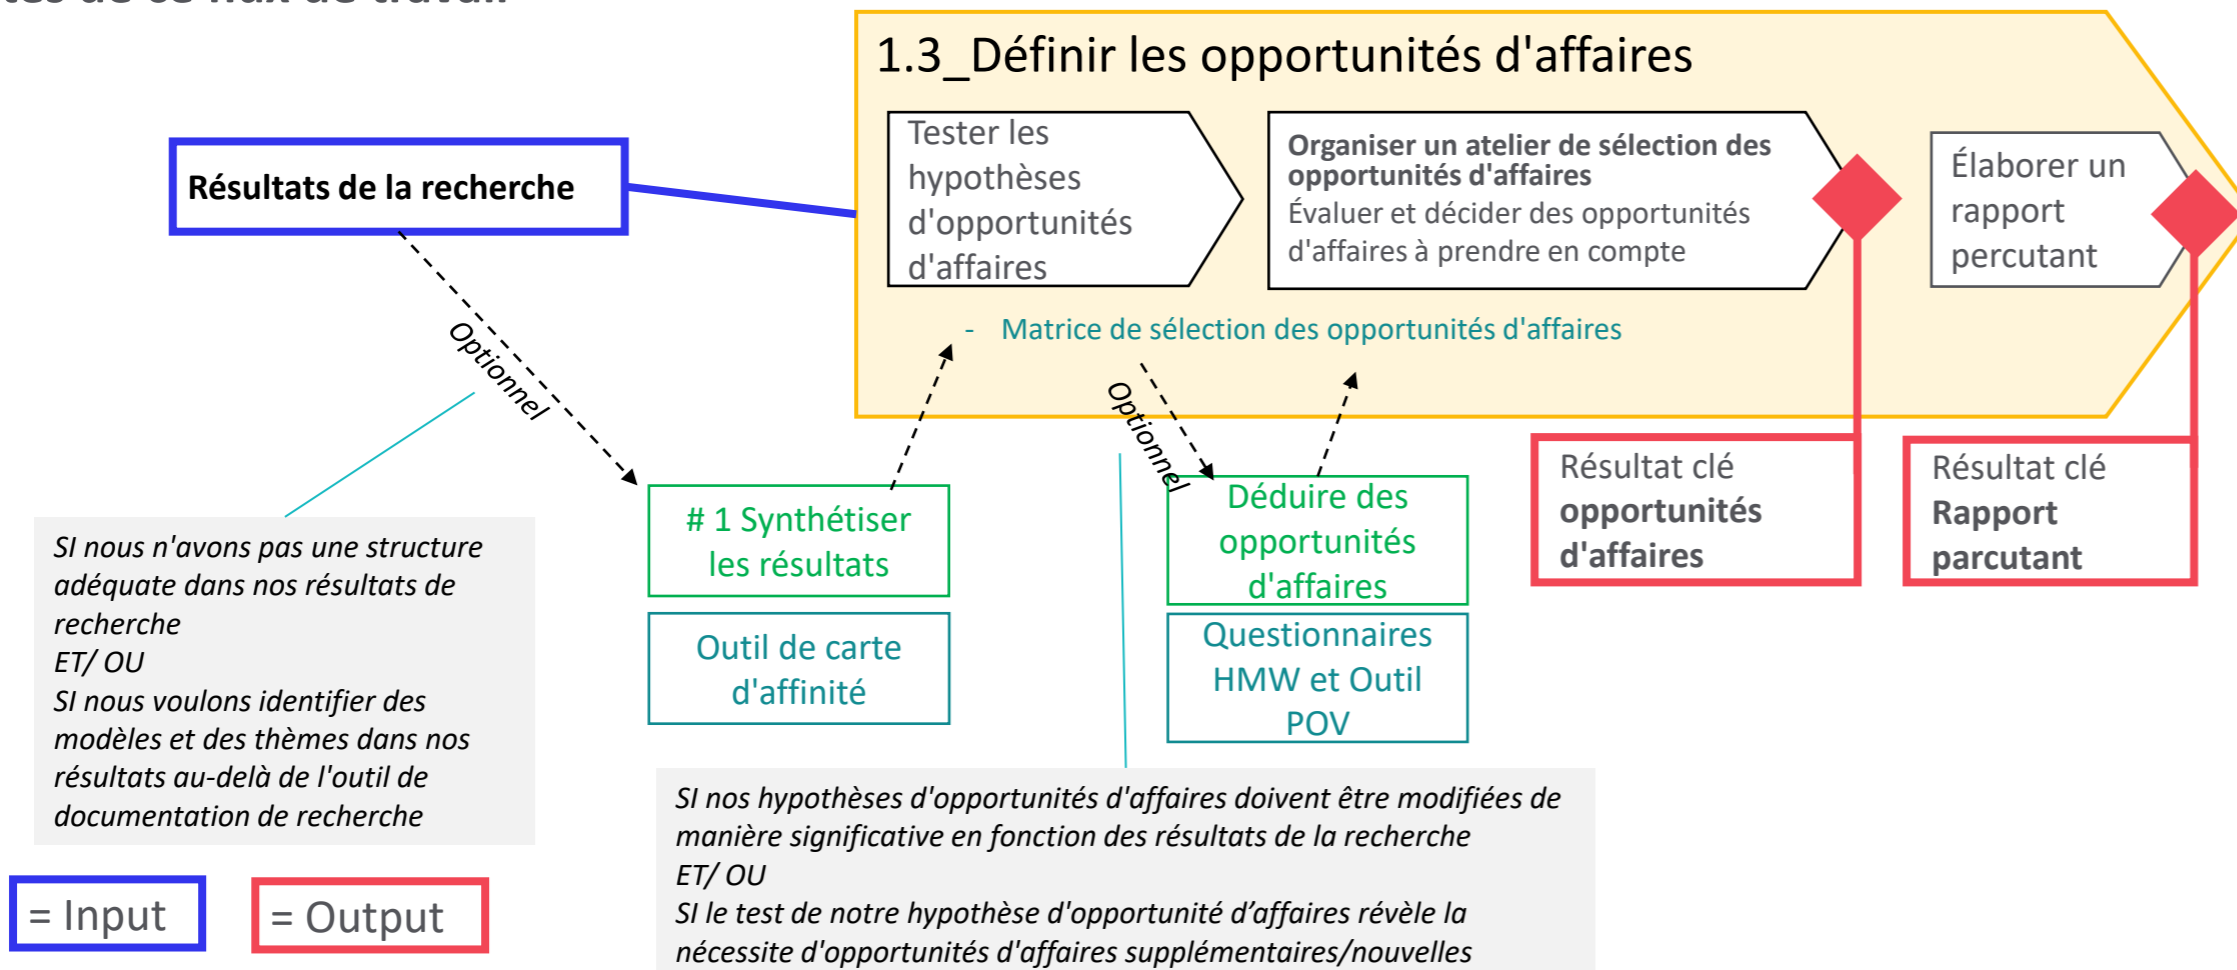 de ce flux de travail
1.3_Définir les opportunités d'affaires
Résultats de la recherche
Tester les
hypothèses
d'opportunités
d'affaires
Organiser un atelier de sélection des
opportunités d'affaires
Évaluer et décider des opportunités
d'affaires à prendre en compte
Élaborer un
rapport
percutant
- Matrice de sélection des opportunités d'affaires
Optionnel
Optionnel
# 1 Synthétiser
les résultats
Outil de carte
d'affinité
Déduire des
opportunités
d'affaires
Questionnaires
HMW et Outil
POV
Résultat clé
opportunités
d'affaires
Résultat clé
Rapport
parcutant
SI nous n'avons pas une structure
adéquate dans nos résultats de
recherche
ET/ OU
SI nous voulons identifier des
modèles et des thèmes dans nos
résultats au-delà de l'outil de
documentation de recherche
SI nos hypothèses d'opportunités d'affaires doivent être modifiées de
manière significative en fonction des résultats de la recherche
ET/ OU
SI le test de notre hypothèse d'opportunité d’affaires révèle la
nécessite d'opportunités d'affaires supplémentaires/nouvelles
= Input
= Output